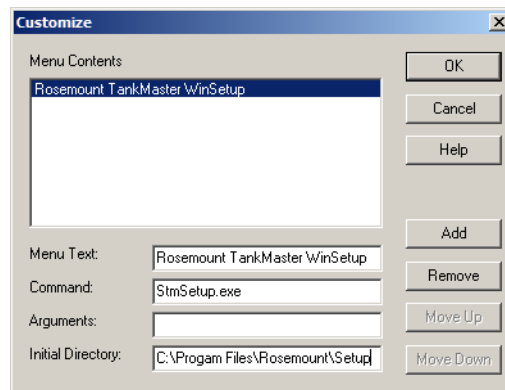 Customize
Menu Contents
Rosemount TankMaster WinSetup
OK
Cancel
Help
Add
Menu Text: Rosemount TankMaster WinSetup
Remove
Command: StmSetup.exe
Arguments:
Move Up
Initial Directory: C:\Progam Files\Rosemount\Setup
Move Down